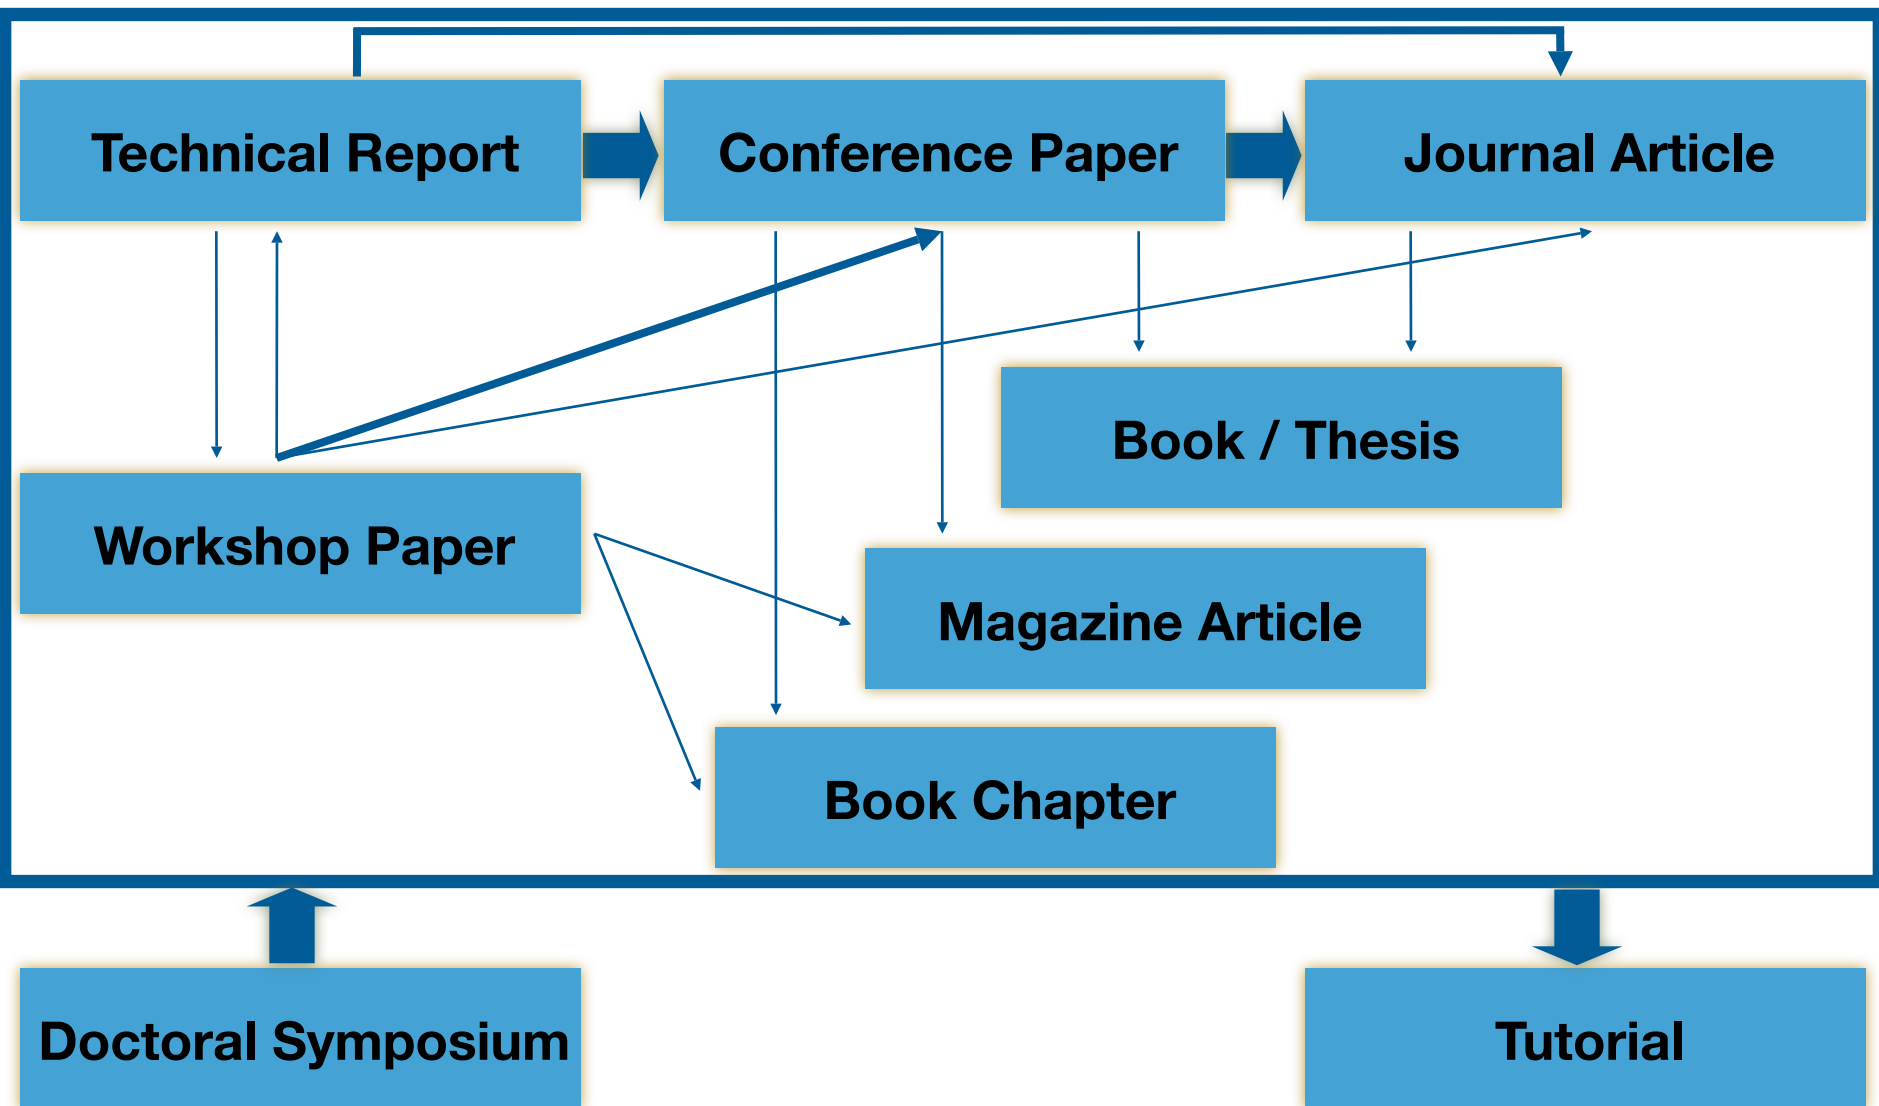 Technical Report
Conference Paper
Journal Article
Book / Thesis
Workshop Paper
Magazine Article
Book Chapter
Doctoral Symposium
Tutorial